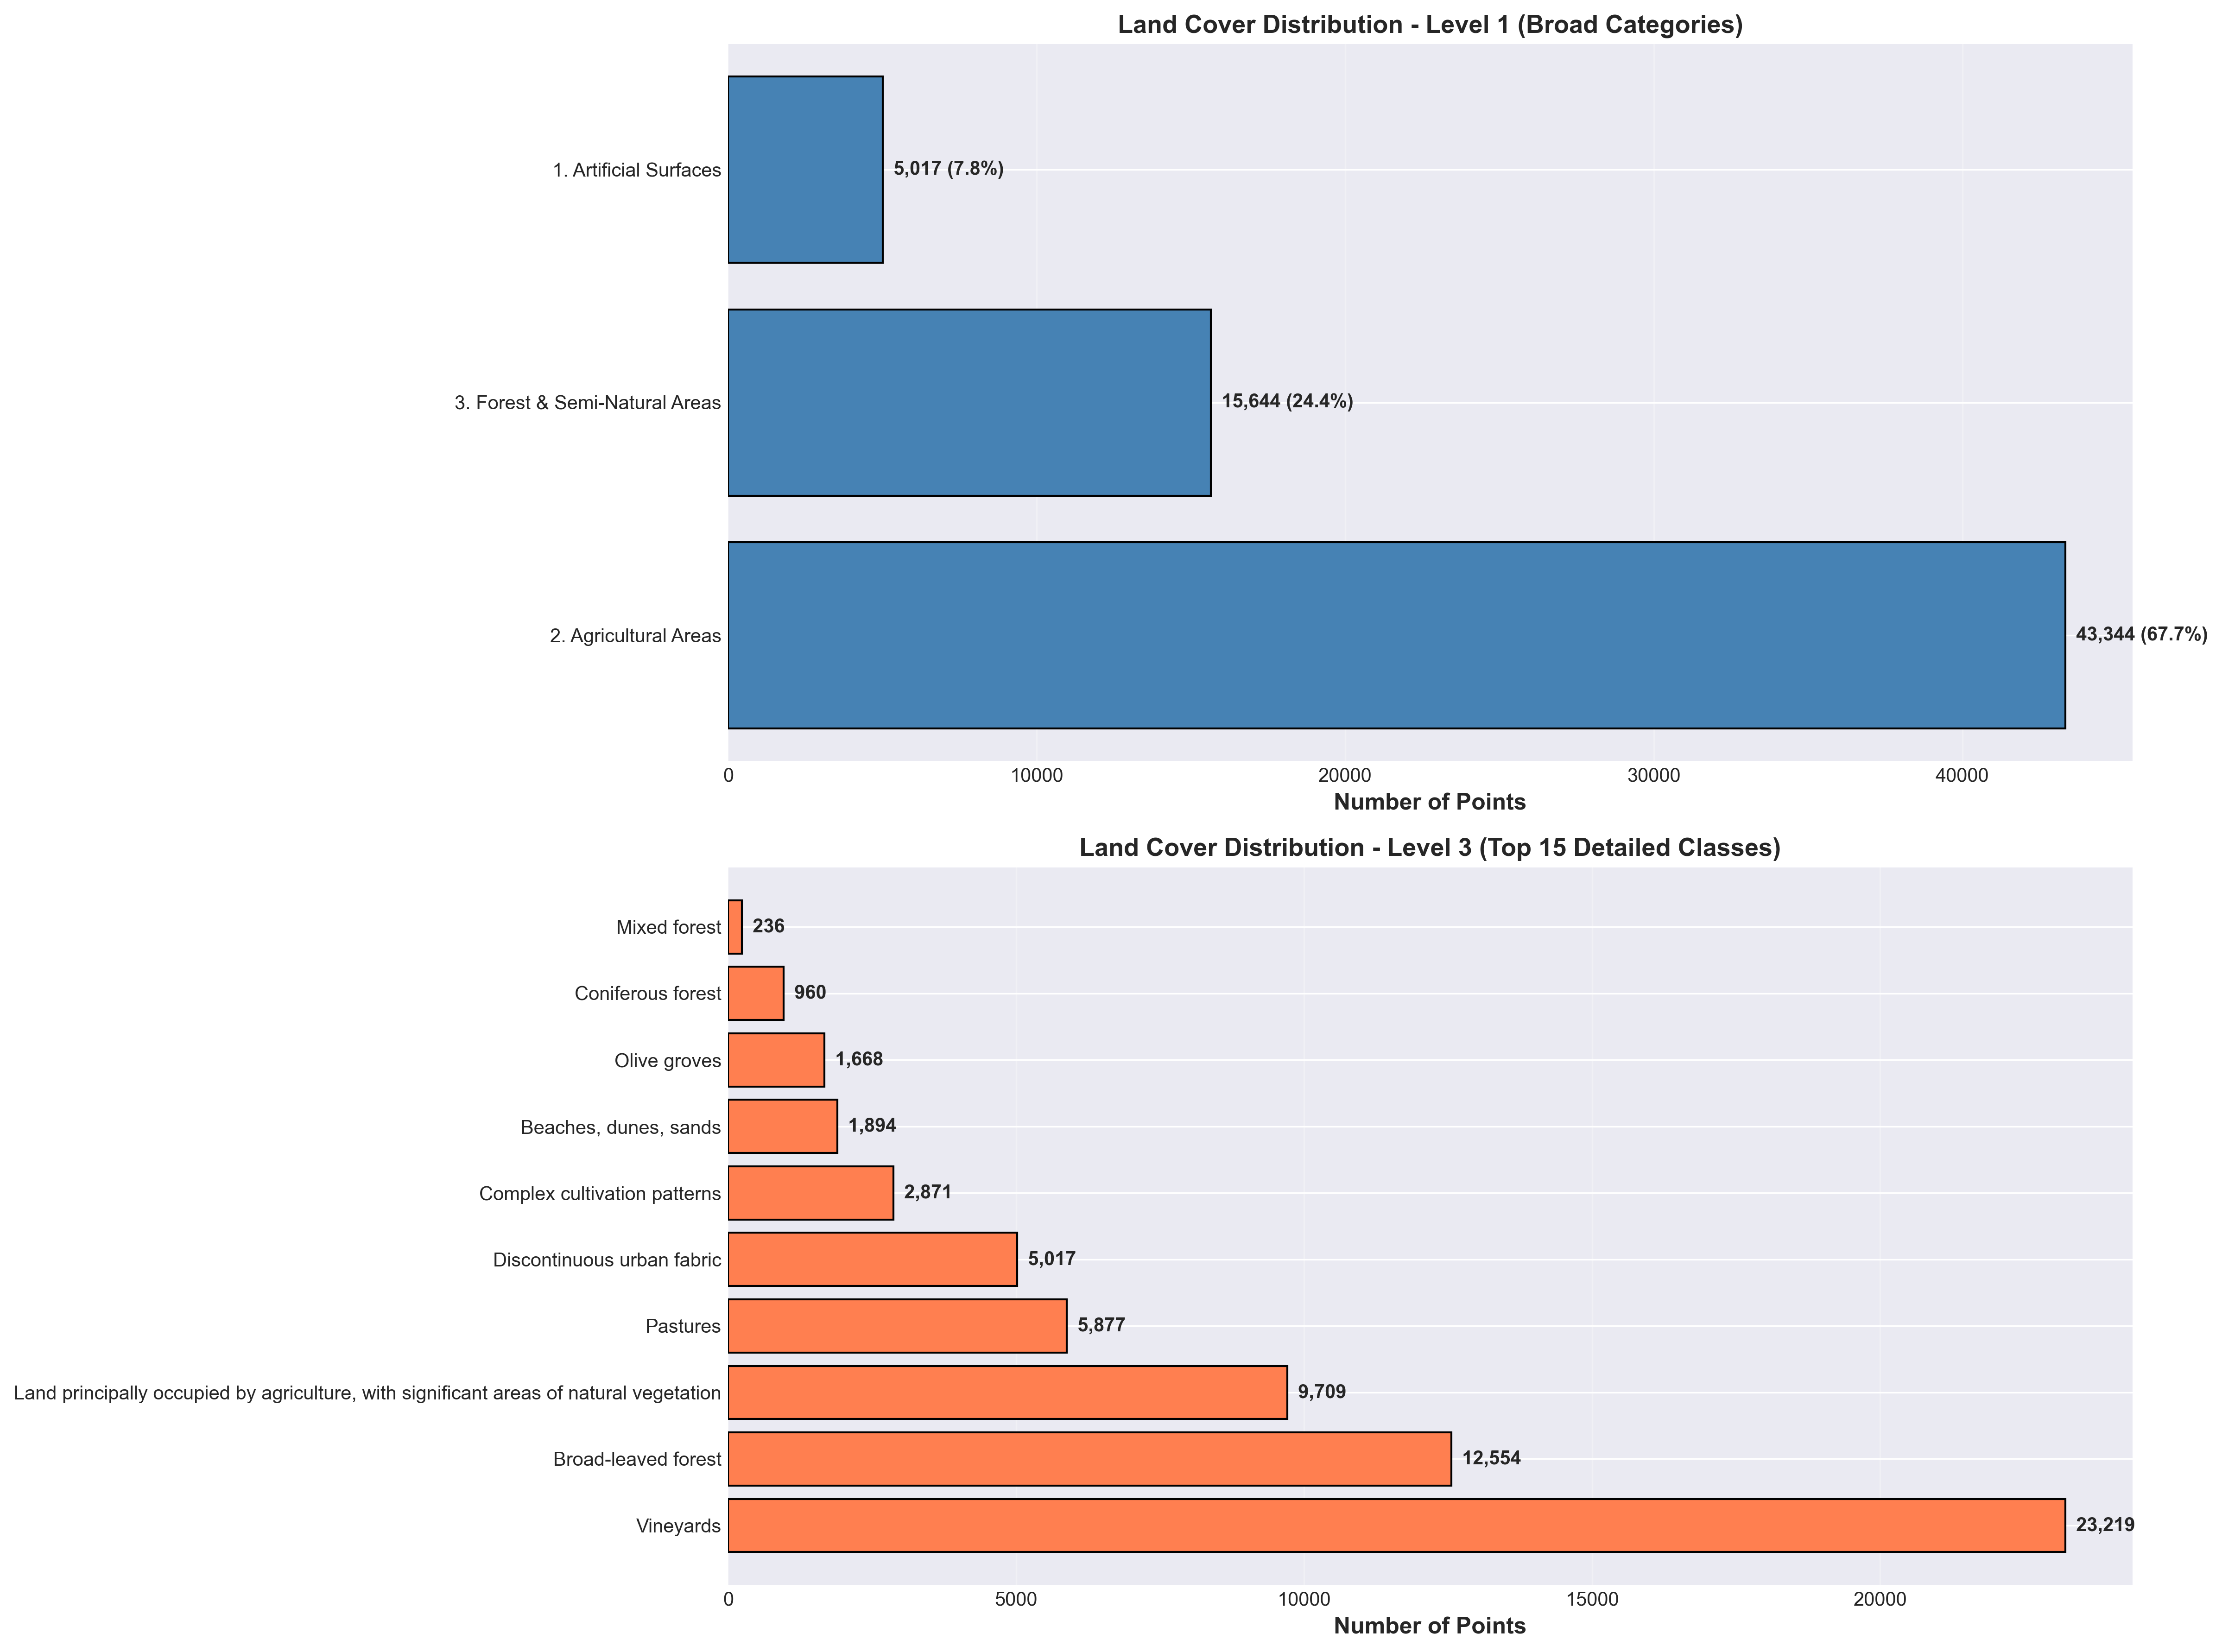 Land Cover Distribution - Level 1 (Broad Categories)
1. Artificial Surfaces
5,017 (7.8%)
3. Forest & Semi-Natural Areas
15,644 (24.4%)
2. Agricultural Areas
43,344 (67.7%)
0 10000 20000 30000 40000
Number of Points
Land Cover Distribution - Level 3 (Top 15 Detailed Classes)
Mixed forest
236
Coniferous forest
960
Olive groves
1,668
Beaches, dunes, sands
1,894
Complex cultivation patterns
2,871
Discontinuous urban fabric
5,017
Pastures
5,877
Land principally occupied by agriculture, with significant areas of natural vegetation
9,709
Broad-leaved forest
12,554
Vineyards
23,219
0 5000 10000 15000 20000
Number of Points